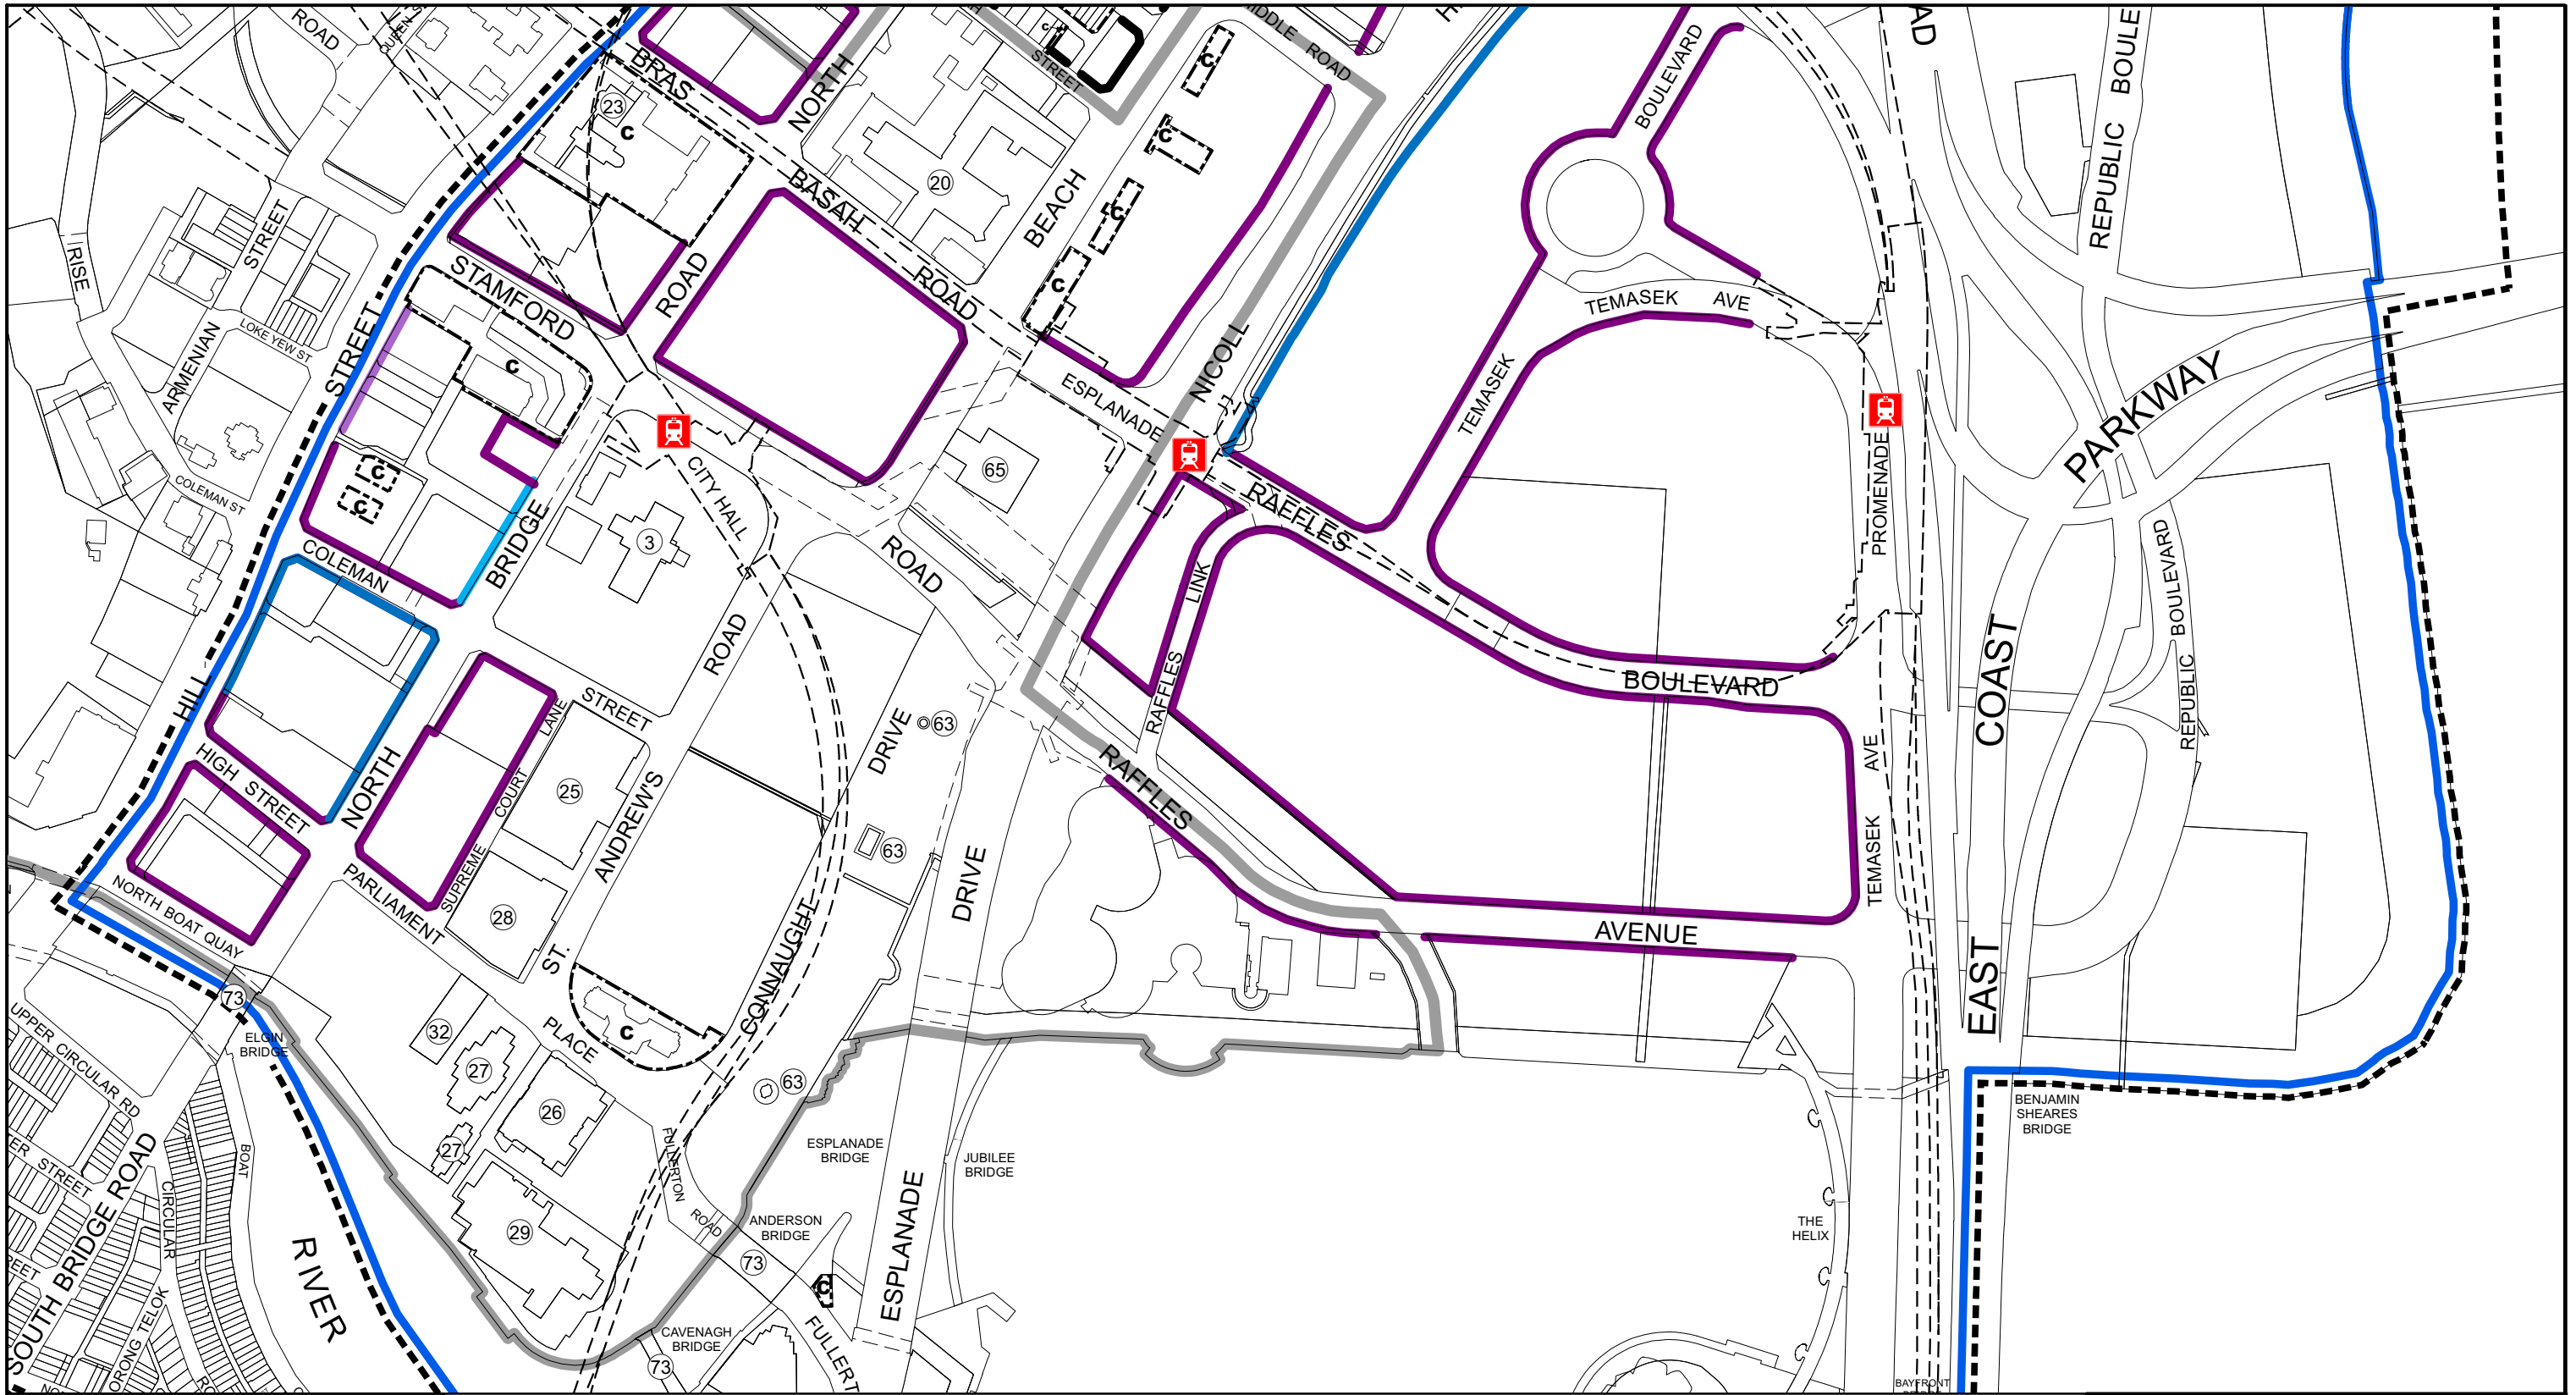 ROAD
QUEEN S
BRAS
NORTH
STREET
MIDDLE ROAD
BOULEVARD
REPUBLIC BOULE
23
C
C
C
C
C
20
BASAH
ROAD
BEACH
RISE
STREET
ARMENIAN
LOKE YEW ST
STREET
STAMFORD
ROAD
C
TEMASEK AVE
TEMASEK
NICOLL
ESPLANADE
PARKWAY
COLEMAN ST
C
C
CITY HALL
65
RAFFLES
PROMENADE
COLEMAN
BRIDGE
3
ROAD
LINK
RAFFLES
BOULEVARD
REPUBLIC BOULEVARD
COAST
EAST
HILL
STREET
ROAD
LANE
COURT
SUPREME
DRIVE
63
TEMASEK AVE
HIGH STREET
NORTH
25
ANDREW'S
ST.
RAFFLES
AVENUE
63
NORTH BOAT QUAY
PARLIAMENT
PLACE
28
DRIVE
CONNAUGHT
73
ELGIN
BRIDGE
32
27
C
26
27
63
UPPER CIRCULAR RD
STREET
SOUTH BRIDGE ROAD
CIRCULAR
BOAT
ESPLANADE
BRIDGE
JUBILEE
BRIDGE
BENJAMIN
SHEARES
BRIDGE
FULLERTON
ROAD
29
ANDERSON
BRIDGE
73
C
ESPLANADE
THE
HELIX
RIVER
CAVENAGH
BRIDGE
73
FULLERT
BAYFRONT